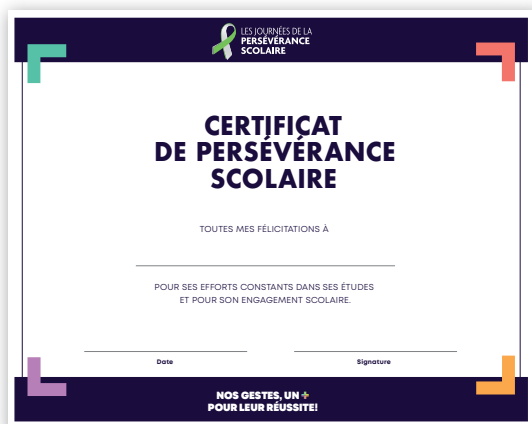 LES JOURNÉES DE LA
PERSÉVÉRANCE
SCOLAIRE
CERTIFICAT
DE PERSÉVÉRANCE
SCOLAIRE
TOUTES MES FÉLICITATIONS À
POUR SES EFFORTS CONSTANTS DANS SES ÉTUDES
ET POUR SON ENGAGEMENT SCOLAIRE.
Date
Signature
NOS GESTES, UN +
POUR LEUR RÉUSSITE!